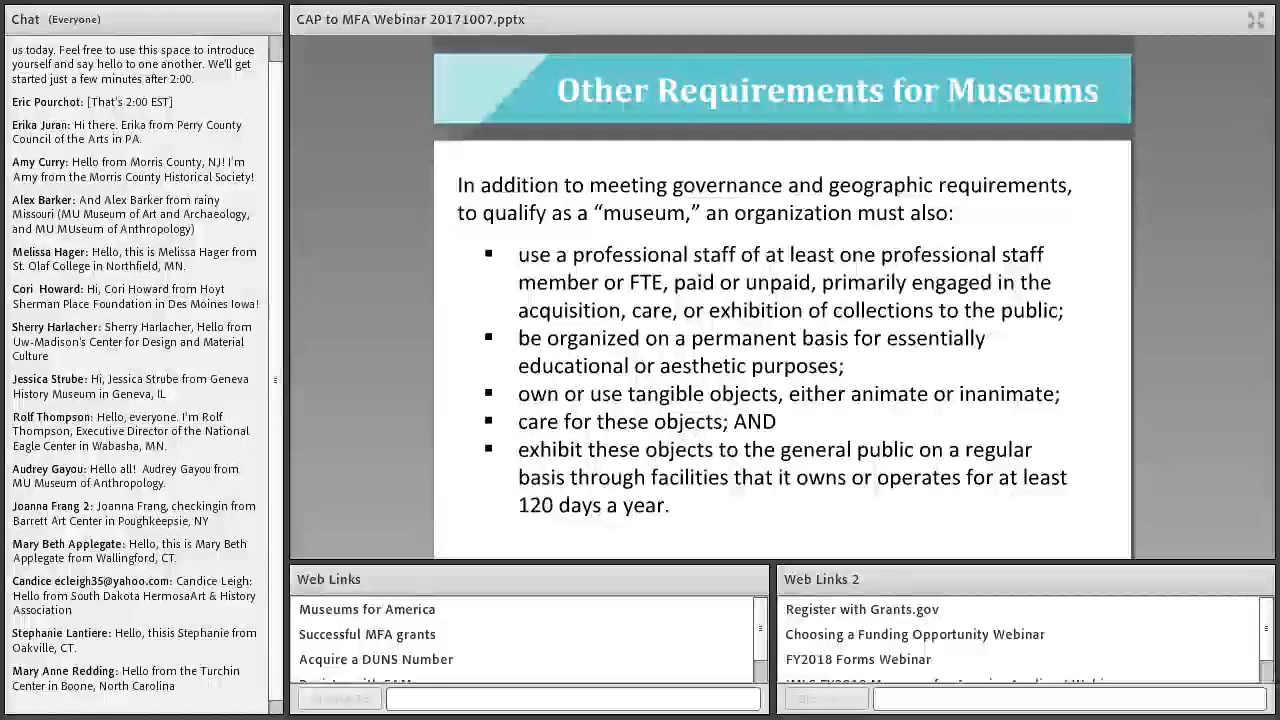 Chat (Everyone)
us today. Feel free to use this space to introduce
yourself and say hello to one another. We'll get
started just a few minutes after 2:00.
Eric Pourchot: [That's 2:00 EST]
Erika Juran: Hi there. Erika from Perry County
Council of the Arts in PA.
Amy Curry: Hello from Morris County, NJ! I'm
Amy from the Morris County Historical Society!
Alex Barker: And Alex Barker from rainy
Missouri (MU Museum of Art and Archaeology,
and MU MUseum of Anthropology)
Melissa Hager: Hello, this is Melissa Hager from
St. Olaf College in Northfield, MN.
Cori Howard: Hi, Cori Howard from Hoyt
Sherman Place Foundation in Des Moines Iowa!
Sherry Harlacher: Sherry Harlacher, Hello from
Uw-Madison's Center for Design and Material
Culture
Jessica Strube: Hi, Jessica Strube from Geneva
History Museum in Geneva, IL
Rolf Thompson: Hello, everyone. I'm Rolf
Thompson, Executive Director of the National
Eagle Center in Wabasha, MN.
Audrey Gayou: Hello all! Audrey Gayou from
MU Museum of Anthropology.
Joanna Frang 2: Joanna Frang, checkingin from
Barrett Art Center in Poughkeepsie, NY
Mary Beth Applegate: Hello, this is Mary Beth
Applegate from Wallingford, CT.
Candice ecleigh35@yahoo.com: Candice Leigh:
Hello from South Dakota HermosaArt & History
Association
Stephanie Lantiere: Hello, thisis Stephanie from
Oakville, CT.
Mary Anne Redding: Hello from the Turchin
Center in Boone, North Carolina
CAP to MFA Webinar 20171007.pptx
Other Requirements for Museums
In addition to meeting governance and geographic requirements,
to qualify as a “museum,” an organization must also:
▪ use a professional staff of at least one professional staff
member or FTE, paid or unpaid, primarily engaged in the
acquisition, care, or exhibition of collections to the public;
▪ be organized on a permanent basis for essentially
educational or aesthetic purposes;
▪ own or use tangible objects, either animate or inanimate;
▪ care for these objects; AND
▪ exhibit these objects to the general public on a regular
basis through facilities that it owns or operates for at least
120 days a year.
Web Links
Museums for America
Successful MFA grants
Acquire a DUNS Number
Web Links 2
Register with Grants.gov
Choosing a Funding Opportunity Webinar
FY2018 Forms Webinar